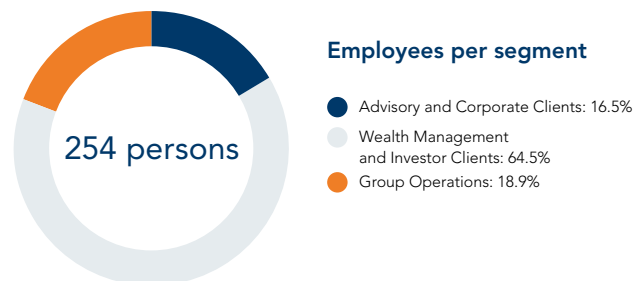 Employees per segment
254 persons
Advisory and Corporate Clients: 16.5%
Wealth Management
and Investor Clients: 64.5%
Group Operations: 18.9%